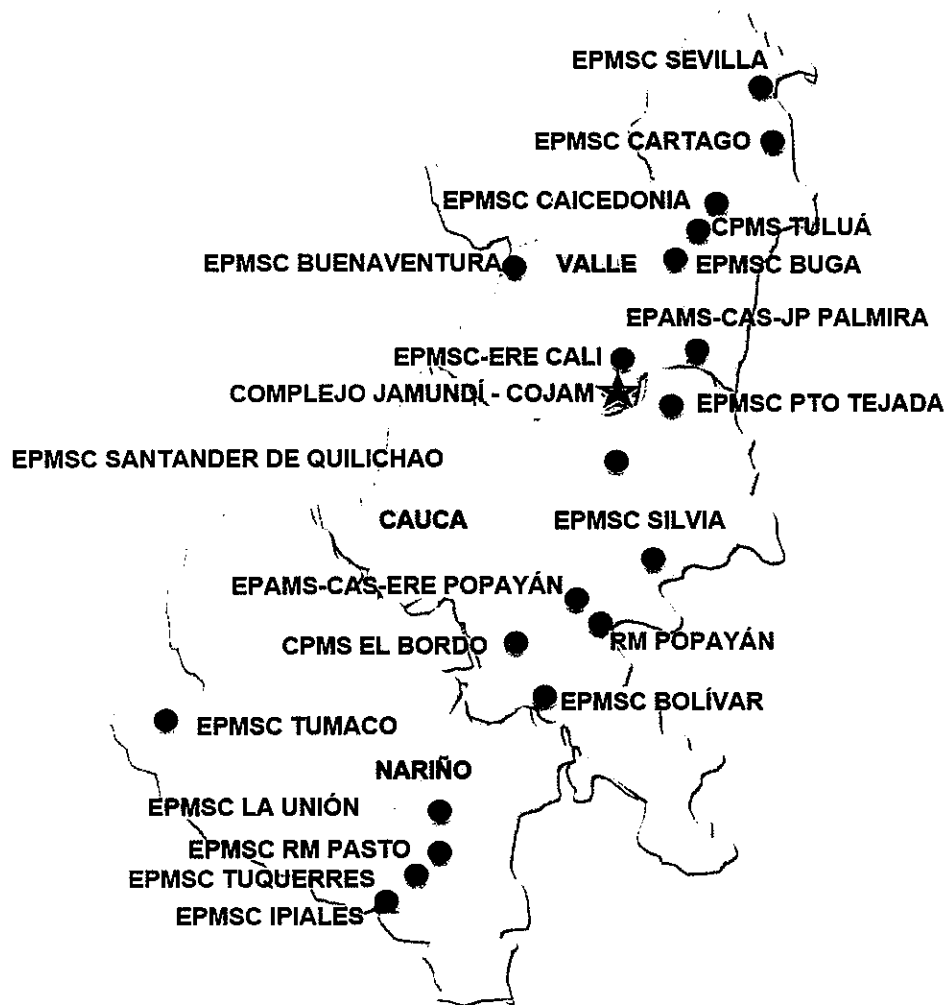 EPMSC SEVILLA
EPMSC CARTAGO
EPMSC CAICEDONIA
CPMS TULUÁ
EPMSC BUENAVENTURA
VALLE
EPMSC BUGA
EPAMS-CAS-JP PALMIRA
EPMSC-ERE CALI
COMPLEJO JAMUNDÍ - COJAM
EPMSC PTO TEJADA
EPMSC SANTANDER DE QUILICHAO
CAUCA
EPMSC SILVIA
EPAMS-CAS-ERE POPAYÁN
RM POPAYÁN
CPMS EL BORDO
EPMSC BOLÍVAR
EPMSC TUMACO
NARIÑO
EPMSC LA UNIÓN
EPMSC RM PASTO
EPMSC TUQUERRES
EPMSC IPIALES